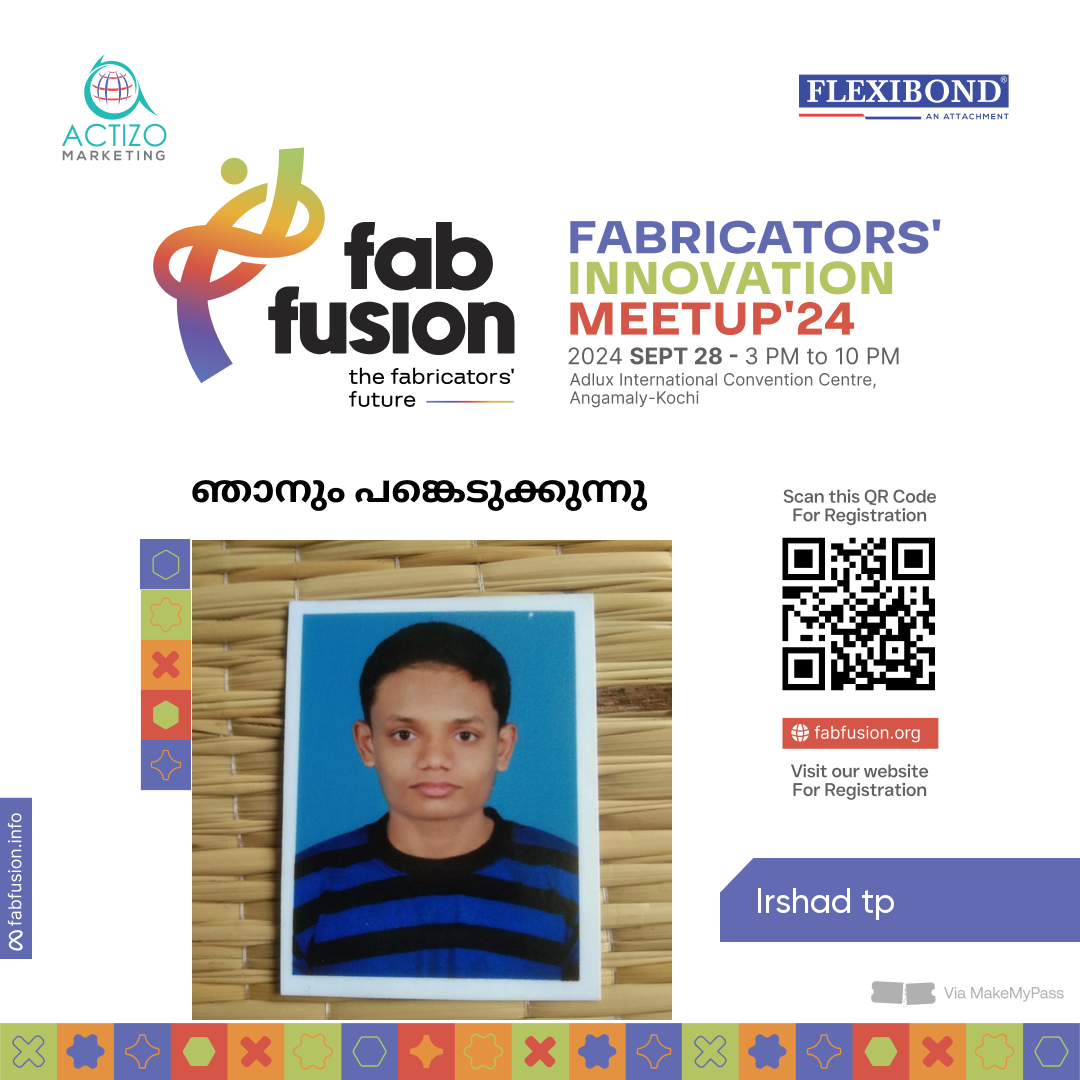 ACTIZO
MARKETING
FLEXIBOND®
AN ATTACHMENT
fab
fusion
the fabricators'
future
FABRICATORS'
INNOVATION
MEETUP'24
2024 SEPT 28 - 3 PM to 10 PM
Adlux International Convention Centre,
Angamaly-Kochi
ഞാനും പങ്കെടുക്കുന്നു
Scan this QR Code
For Registration
fabfusion.org
Visit our website
For Registration
fabfusion.info
Irshad tp
Via MakeMyPass